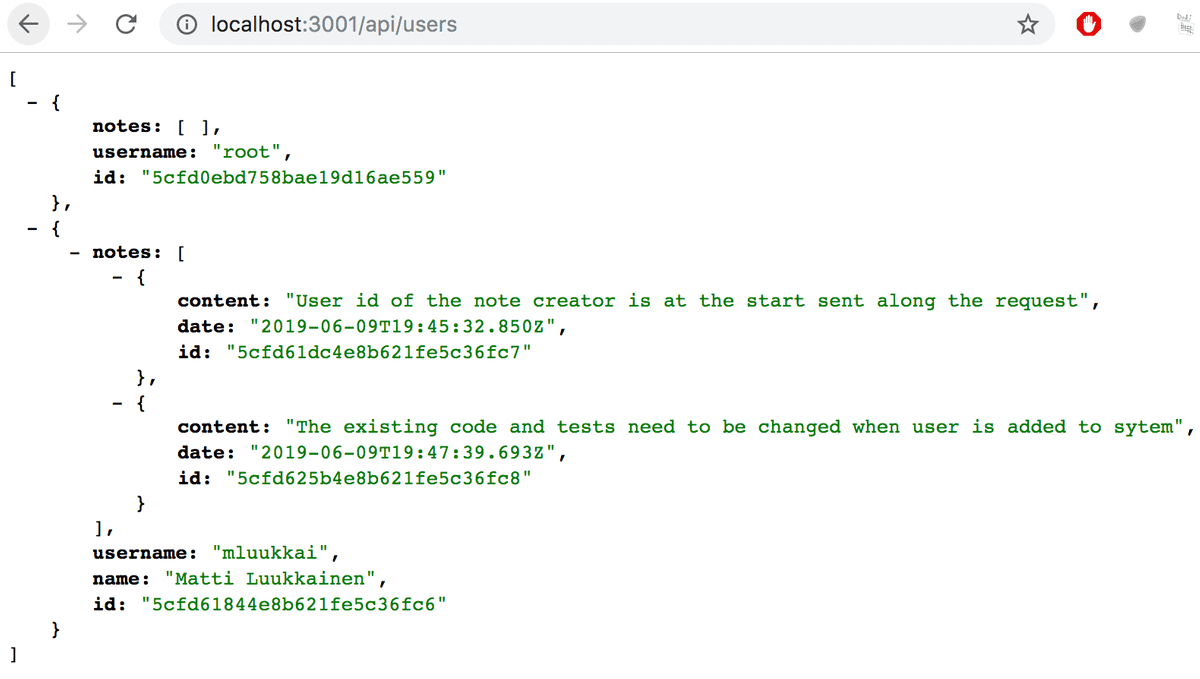 localhost:3001/api/users
[
- {
notes: [ ],
username: "root",
id: "5cfd0ebd758bae19d16ae559"
},
- {
- notes: [
- {
content: "User id of the note creator is at the start sent along the request",
date: "2019-06-09T19:45:32.850Z",
id: "5cfd61dc4e8b621fe5c36fc7"
},
- {
content: "The existing code and tests need to be changed when user is added to sytem",
date: "2019-06-09T19:47:39.693Z",
id: "5cfd625b4e8b621fe5c36fc8"
}
],
username: "mluukkai",
name: "Matti Luukkainen",
id: "5cfd61844e8b621fe5c36fc6"
}
]